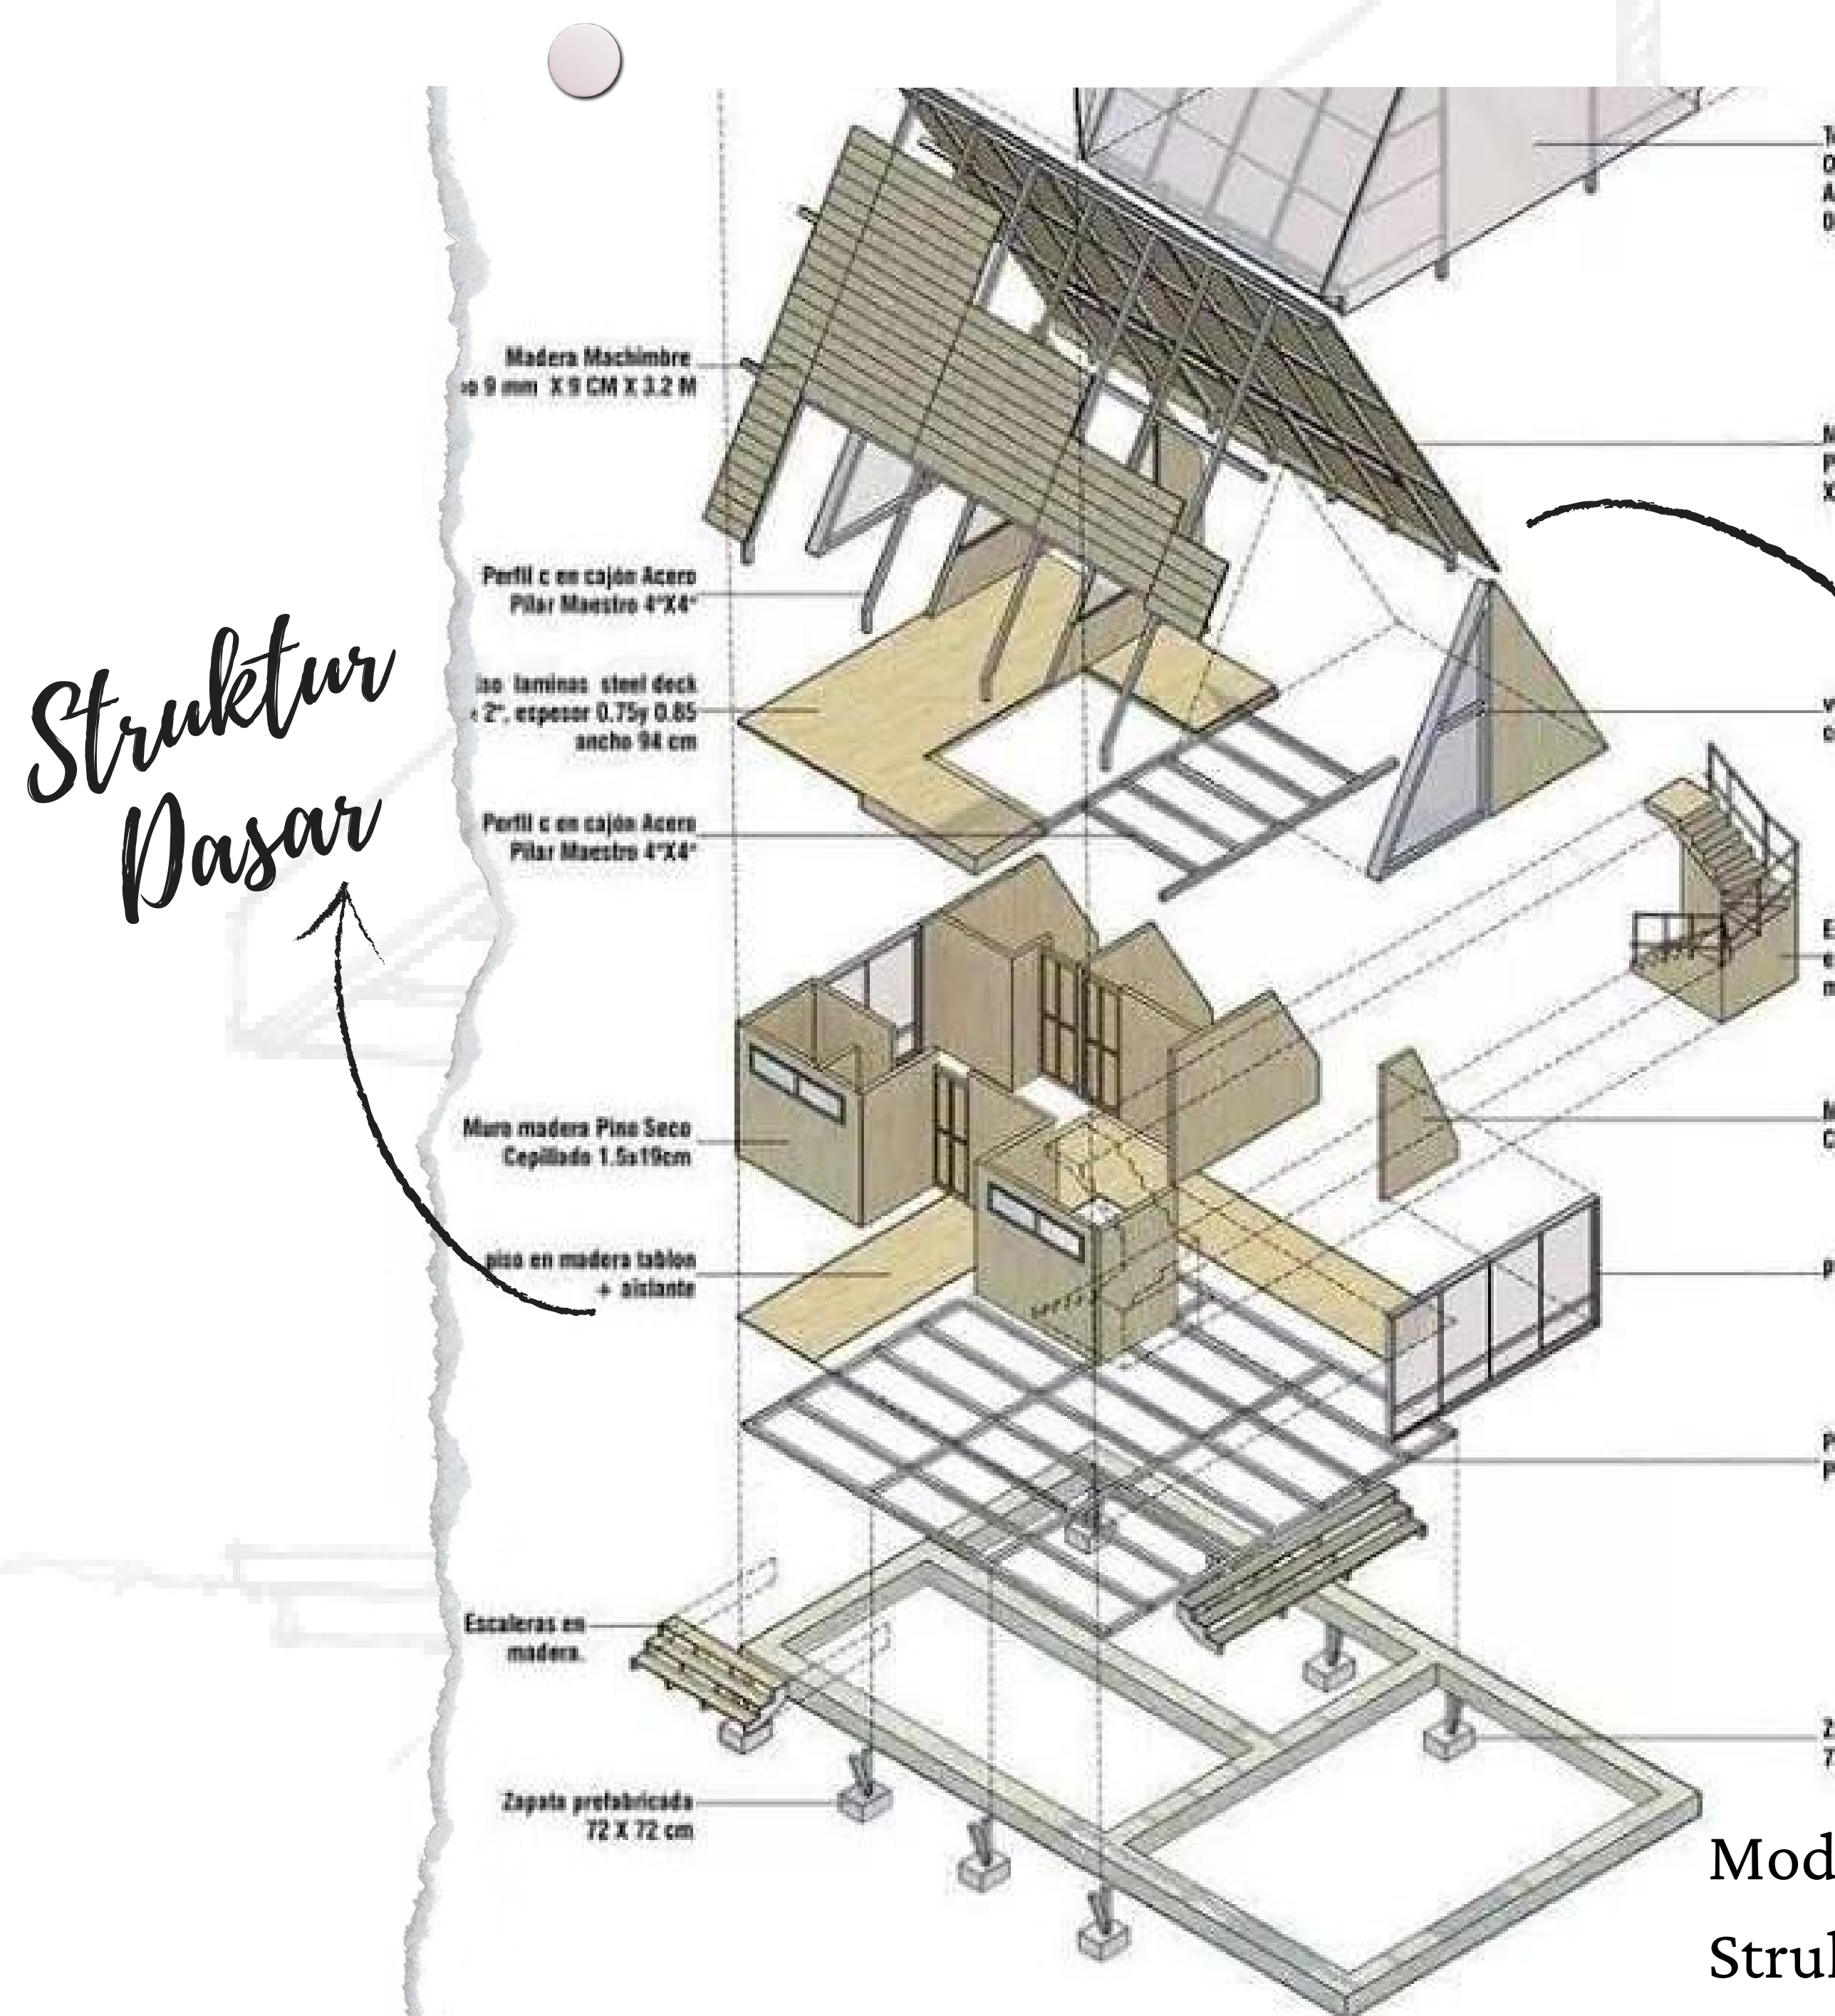 Madera Machimbre
o 9 mm X 9 CM X 3.2 M
Perfil c en cajón Acero
Pilar Maestro 4"X4"
iso laminas steel deck
2", espesor 0.75y 0.85
ancho 94 cm
Perfil c en cajón Acero
Pilar Maestro 4"X4"
Struktur
Dasar
Muro madera Pino Seco
Cepillado 1.5x19cm
piso en madera tablon
+ aislante
Escaleras en
madera.
Zapata prefabricada
72 X 72 cm
Mod
Struk